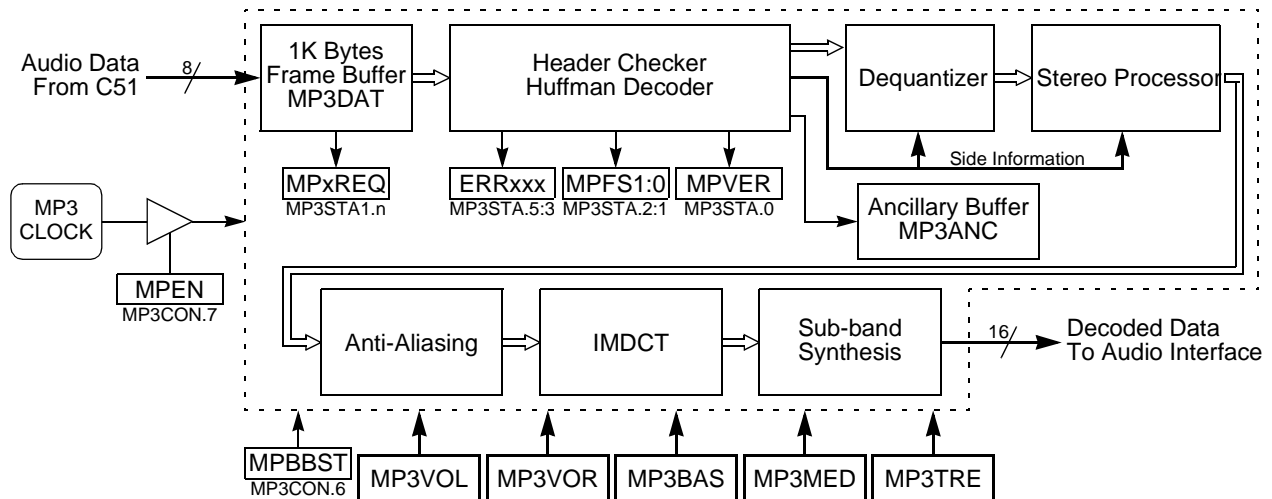 Audio Data
From C51
8
1K Bytes
Frame Buffer
MP3DAT
Header Checker
Huffman Decoder
Dequantizer
Stereo Processor
Side Information
MPxREQ
MP3STA1.n
ERRxxx
MP3STA.5:3
MPFS1:0
MP3STA.2:1
MPVER
MP3STA.0
Ancillary Buffer
MP3ANC
MP3
CLOCK
MPEN
MP3CON.7
Anti-Aliasing
IMDCT
Sub-band
Synthesis
16
Decoded Data
To Audio Interface
MPBBST
MP3CON.6
MP3VOL
MP3VOR
MP3BAS
MP3MED
MP3TRE